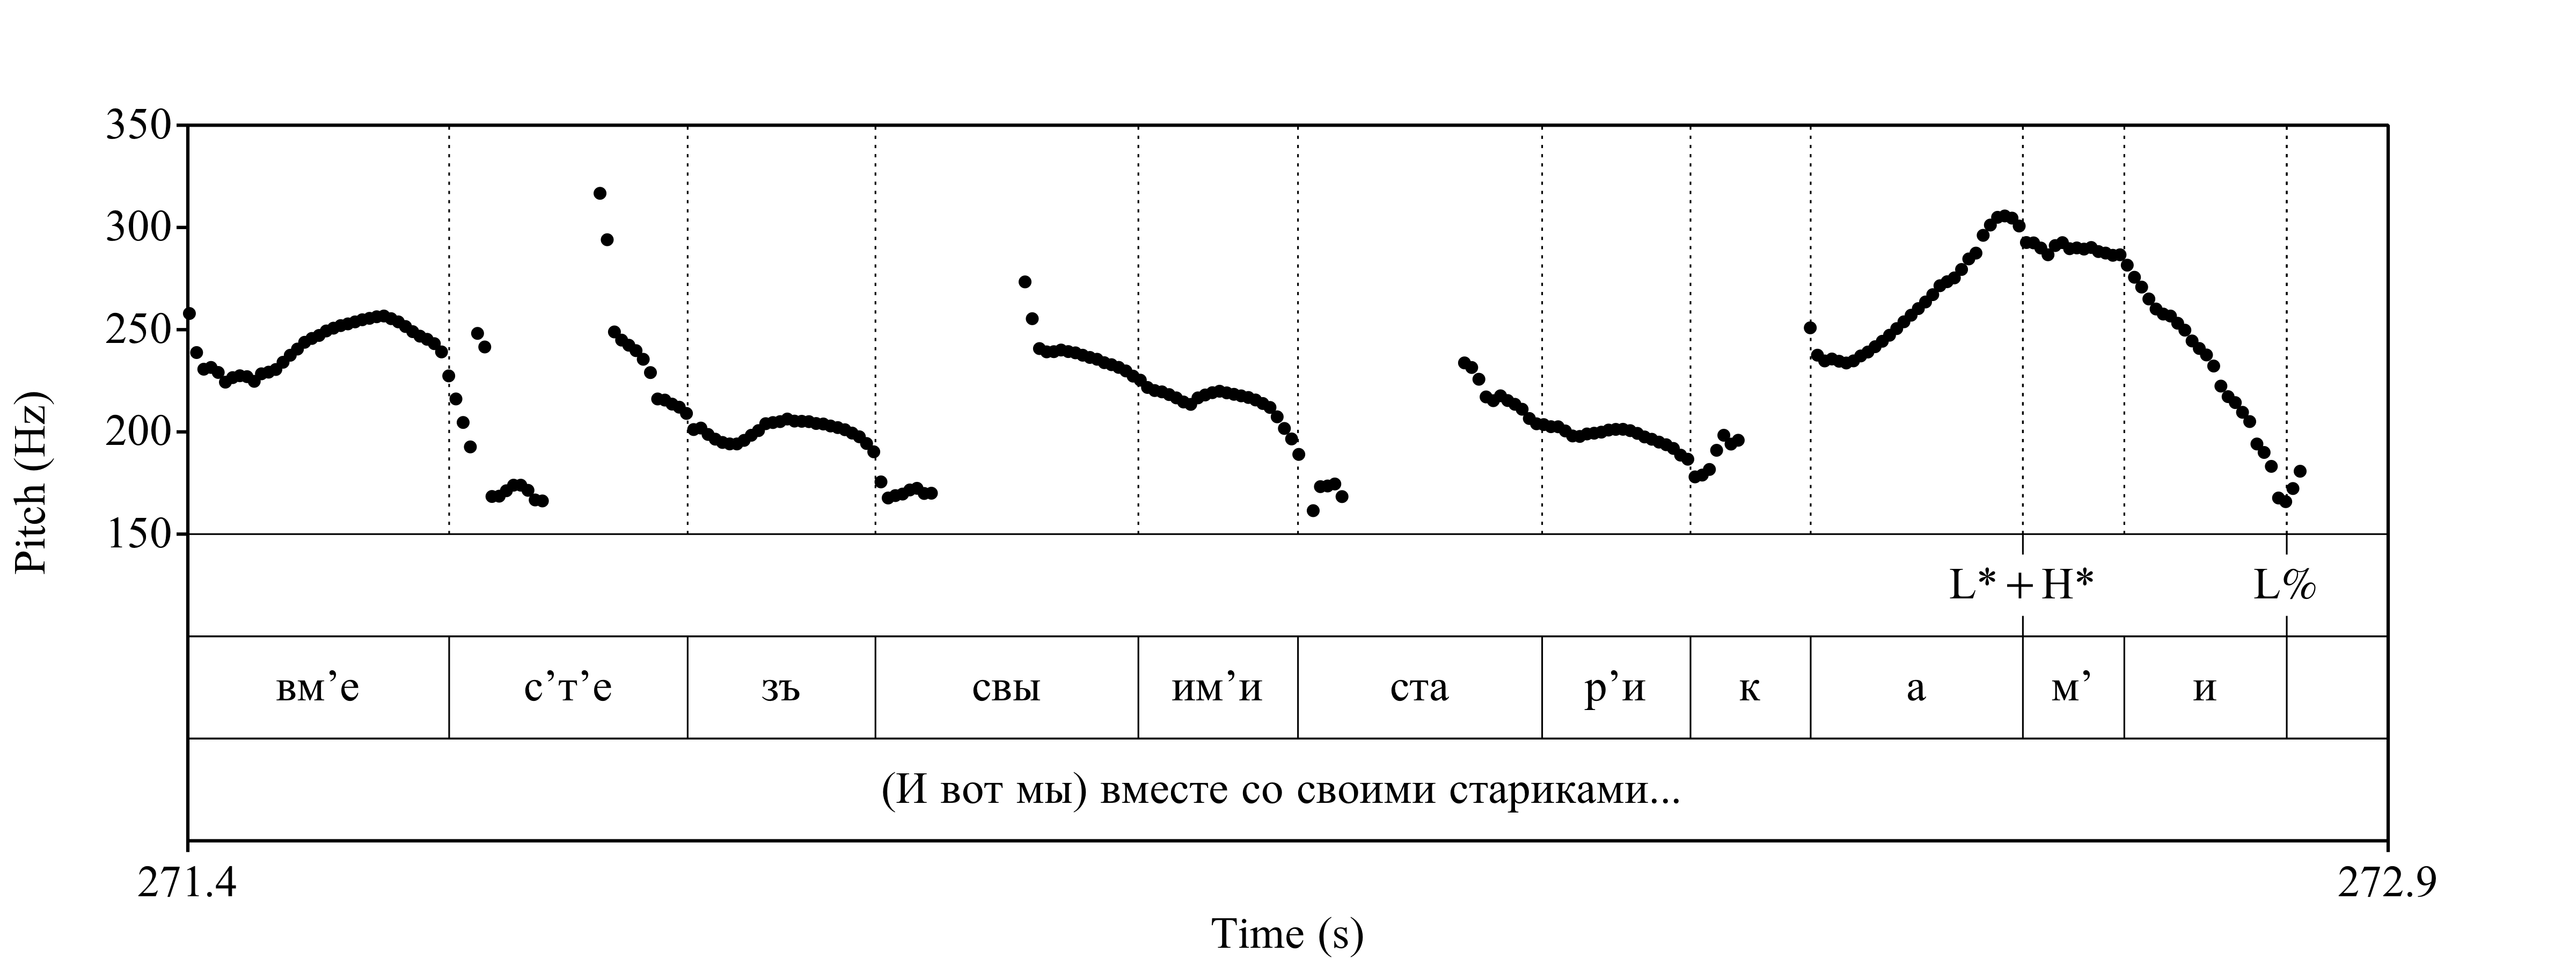 350
300
250
200
150
Pitch (Hz)
L*+H* L%
вм’е с’т’е зъ свы им’и ста р’и к а м’ и
(И вот мы) вместе со своими стариками...
271.4 272.9
Time (s)